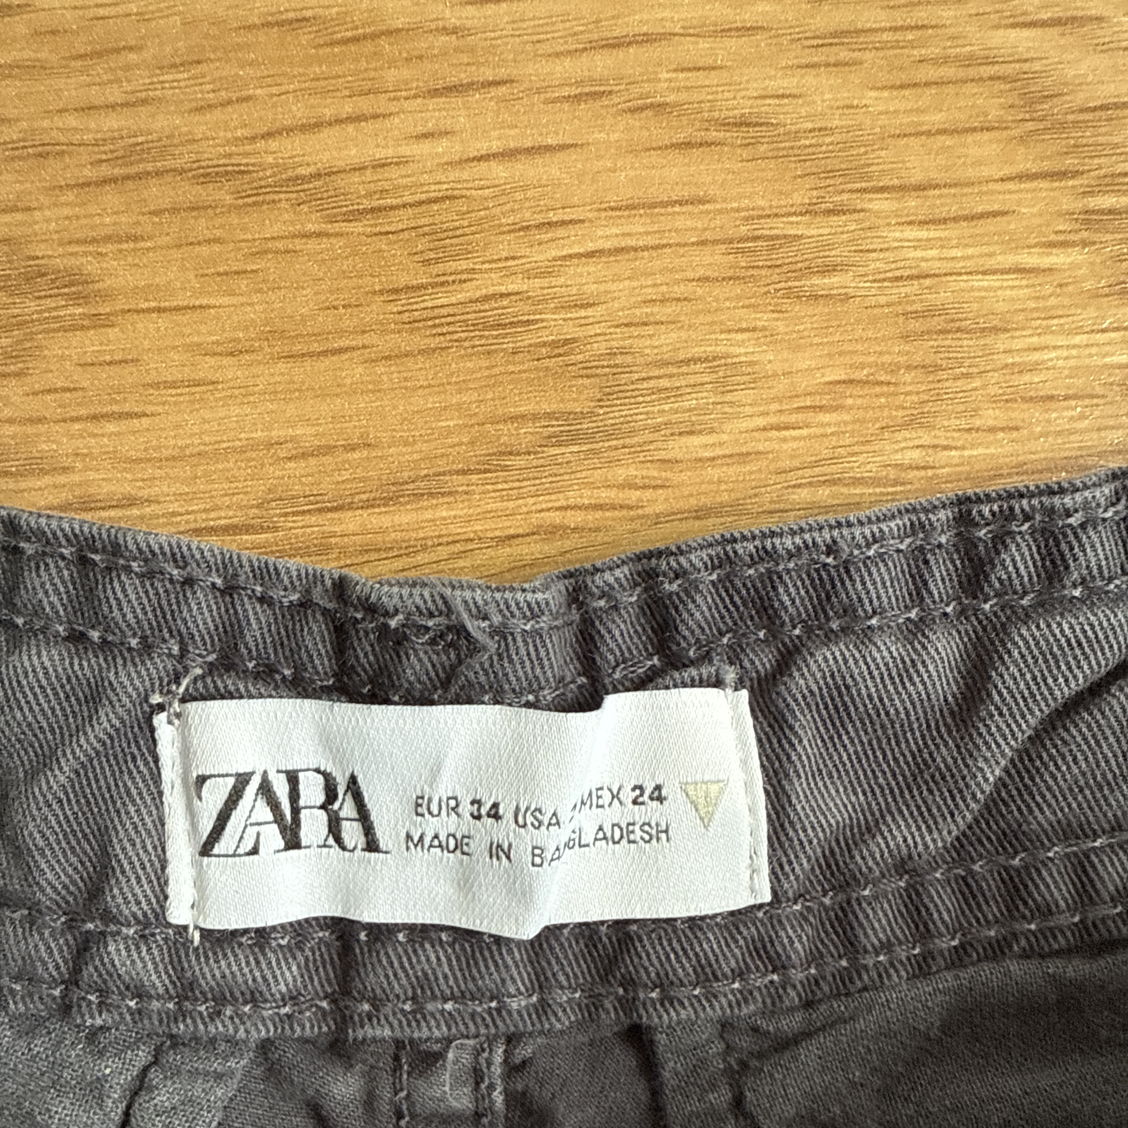 ZARA
EUR 34 USA MEX 24
MADE IN BANGLADESH